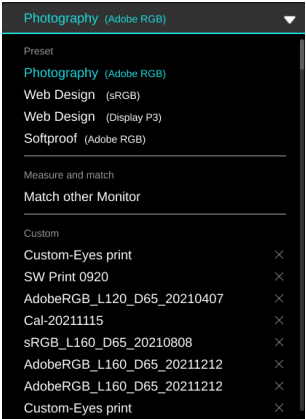 Photography (Adobe RGB)
Preset
Photography (Adobe RGB)
Web Design (sRGB)
Web Design (Display P3)
Softproof (Adobe RGB)
Measure and match
Match other Monitor
Custom
Custom-Eyes print
SW Print 0920
AdobeRGB_L120_D65_20210407
Cal-20211115
sRGB_L160_D65_20210808
AdobeRGB_L160_D65_20211212
AdobeRGB_L160_D65_20211212
Custom-Eyes print